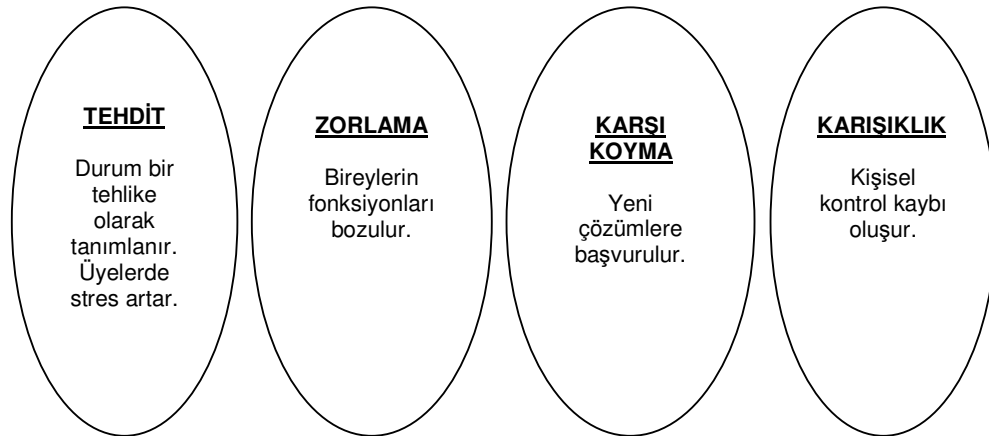 TEHDİT
Durum bir
tehlike
olarak
tanımlanır.
Üyelerde
stres artar.
ZORLAMA
Bireylerin
fonksiyonları
bozulur.
KARŞI
KOYMA
Yeni
çözümlere
başvurulur.
KARIŞIKLIK
Kişisel
kontrol kaybı
oluşur.